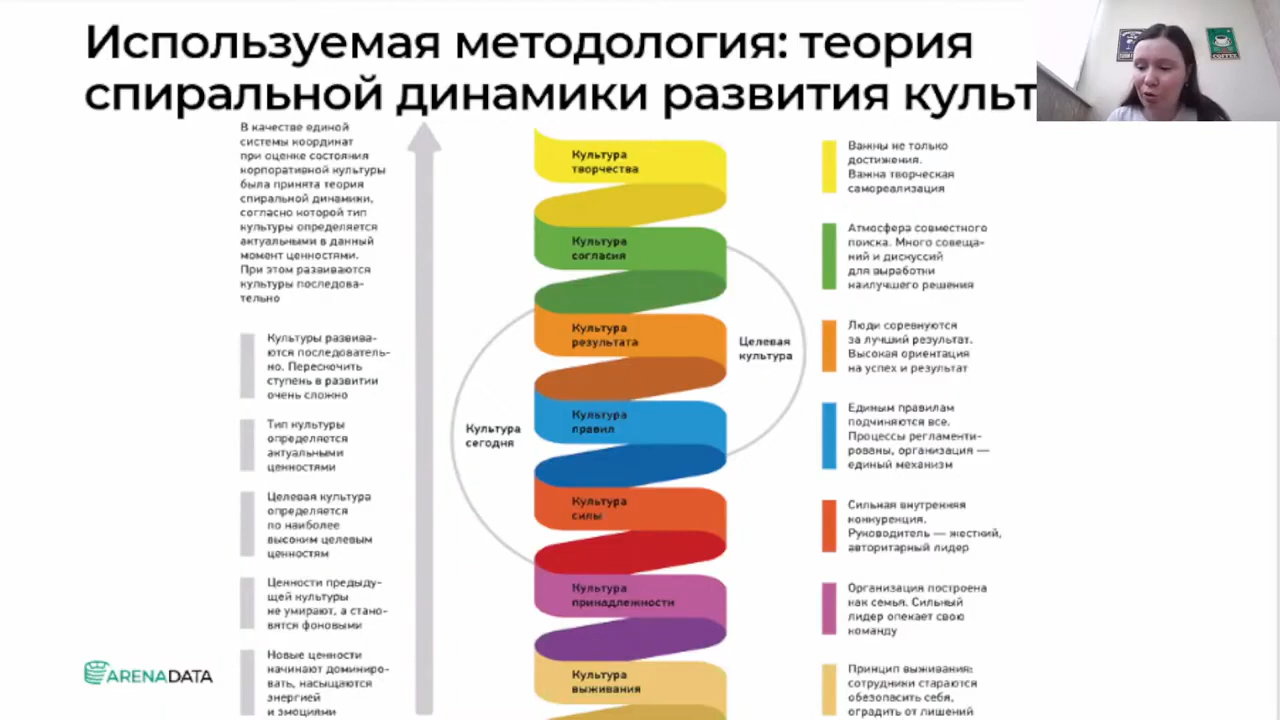 Используемая методология: теория
спиральной динамики развития культ
В качестве единой
системы координат
при оценке состояния
корпоративной культуры
была принята теория
спиральной динамики,
согласно которой тип
культуры определяется
актуальными в данный
момент ценностями.
При этом развиваются
культуры последова-
тельно
Культуры развива-
ются последователь-
но. Перескочить
ступень в развитии
очень сложно
Тип культуры
определяется
актуальными
ценностями
Целевая культура
определяется
по наиболее
высоким целевым
ценностям
Ценности предыду-
щей культуры
не умирают, а стано-
вятся фоновыми
Новые ценности
начинают доминиро-
вать, насыщаются
энергией
и эмоциями
Культура
сегодня
Культура
творчества
Культура
согласия
Культура
результата
Культура
правил
Культура
силы
Культура
принадлежности
Культура
выживания
Целевая
культура
Важны не только
достижения.
Важна творческая
самореализация
Атмосфера совместного
поиска. Много совеща-
ний и дискуссий
для выработки
наилучшего решения
Люди соревнуются
за лучший результат.
Высокая ориентация
на успех и результат
Единым правилам
подчиняются все.
Процессы регламенти-
рованы, организация —
единый механизм
Сильная внутренняя
конкуренция.
Руководитель — жесткий,
авторитарный лидер
Организация построена
как семья. Сильный
лидер опекает свою
команду
Принцип выживания:
сотрудники стараются
обезопасить себя,
оградить от лишений
ARENADATA
COFFEE